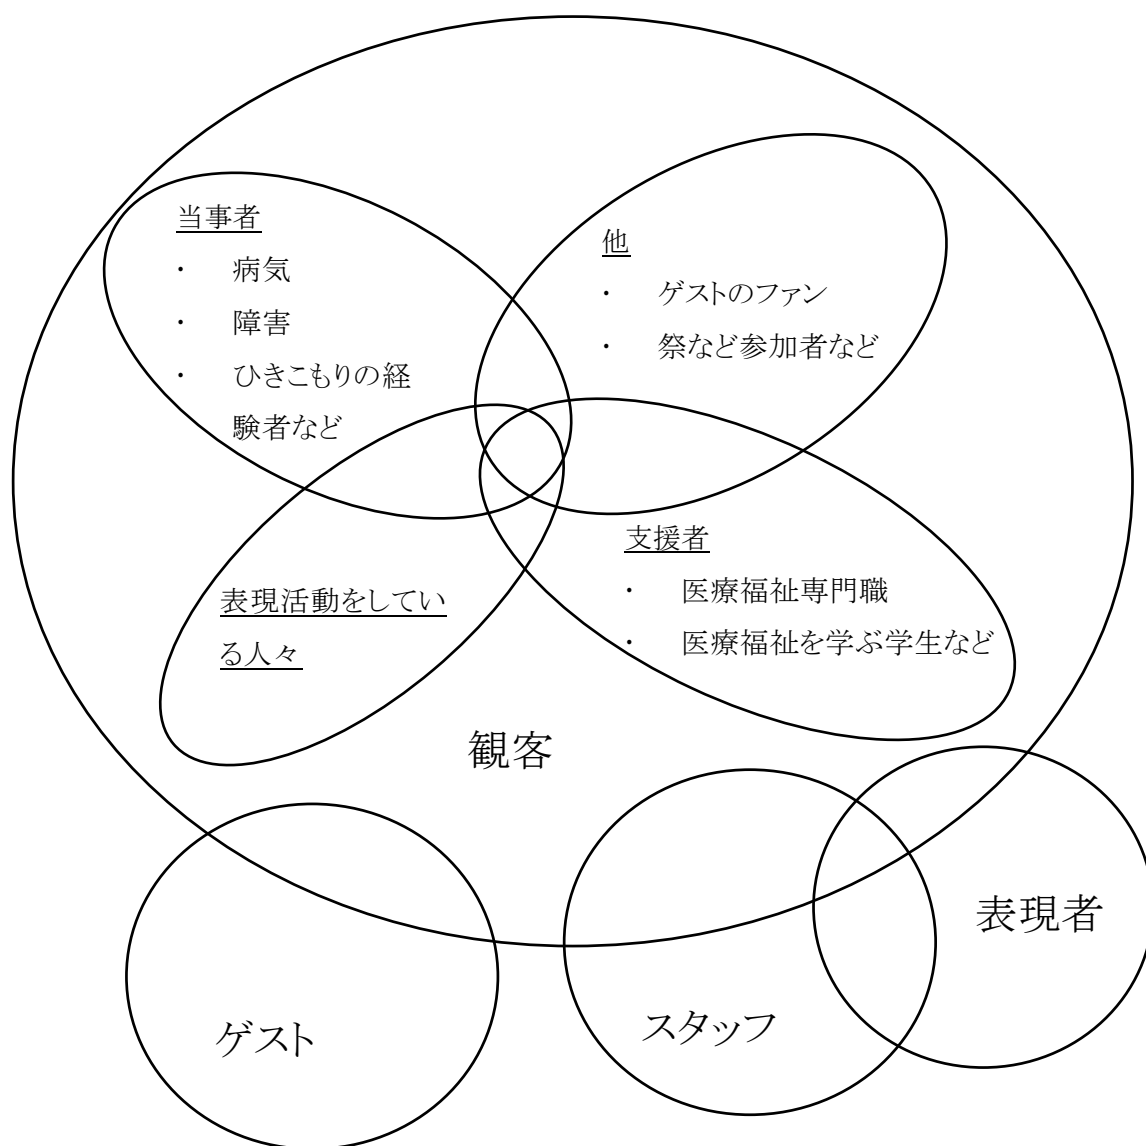 当事者
・ 病気
・ 障害
・ ひきこもりの経
験者など
他
・ ゲストのファン
・ 祭など参加者など
表現活動をしてい
る人々
支援者
・ 医療福祉専門職
・ 医療福祉を学ぶ学生など
観客
ゲスト
スタッフ
表現者